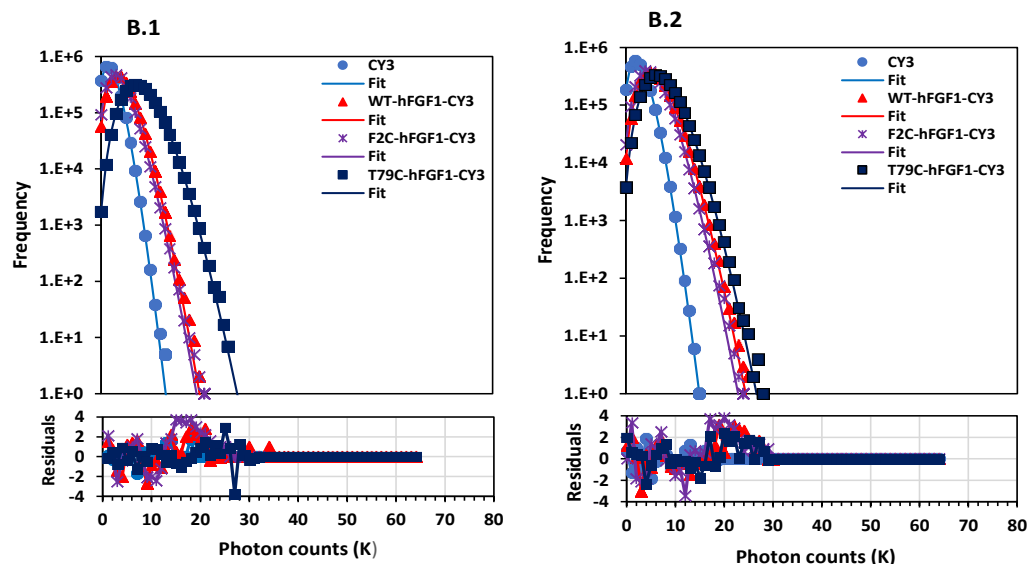 B.1
1.E+6
1.E+5
1.E+4
1.E+3
1.E+2
1.E+1
1.E+0
Frequency
CY3
Fit
WT-hFGF1-CY3
Fit
F2C-hFGF1-CY3
Fit
T79C-hFGF1-CY3
Fit
4
2
0
-2
-4
Residuals
0 10 20 30 40 50 60 70 80
Photon counts (K)
B.2
1.E+6
1.E+5
1.E+4
1.E+3
1.E+2
1.E+1
1.E+0
Frequency
CY3
Fit
WT-hFGF1-CY3
Fit
F2C-hFGF1-CY3
Fit
T79C-hFGF1-CY3
Fit
4
2
0
-2
-4
Residuals
0 10 20 30 40 50 60 70 80
Photon counts (K)